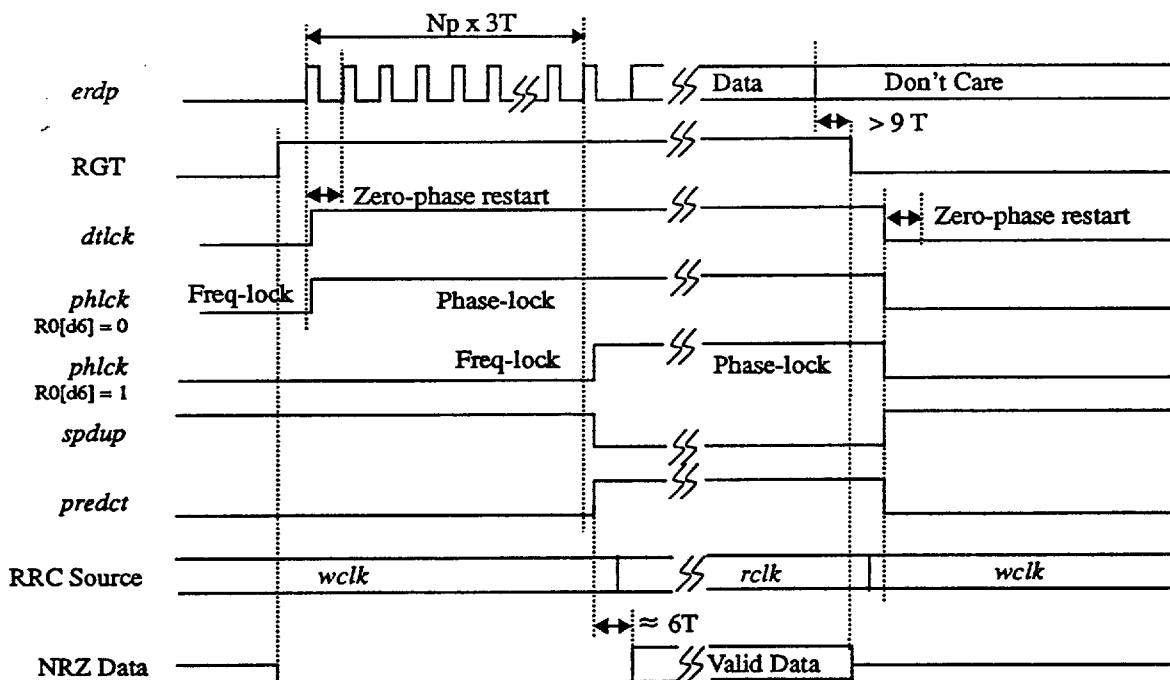 Np x 3T
erdp
Data
Don't Care
> 9 T
RGT
Zero-phase restart
Zero-phase restart
dtlck
Freq-lock
Phase-lock
phlck
R0[d6] = 0
Freq-lock
Phase-lock
phlck
R0[d6] = 1
spdup
predct
RRC Source
wclk
rclk
wclk
≈ 6T
NRZ Data
Valid Data